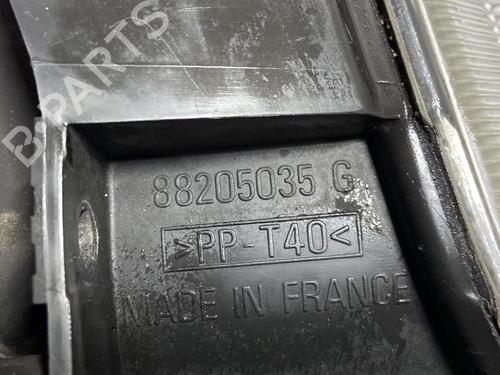 B-PARTS
88205035 G
>PP-T40<
MADE IN FRANCE